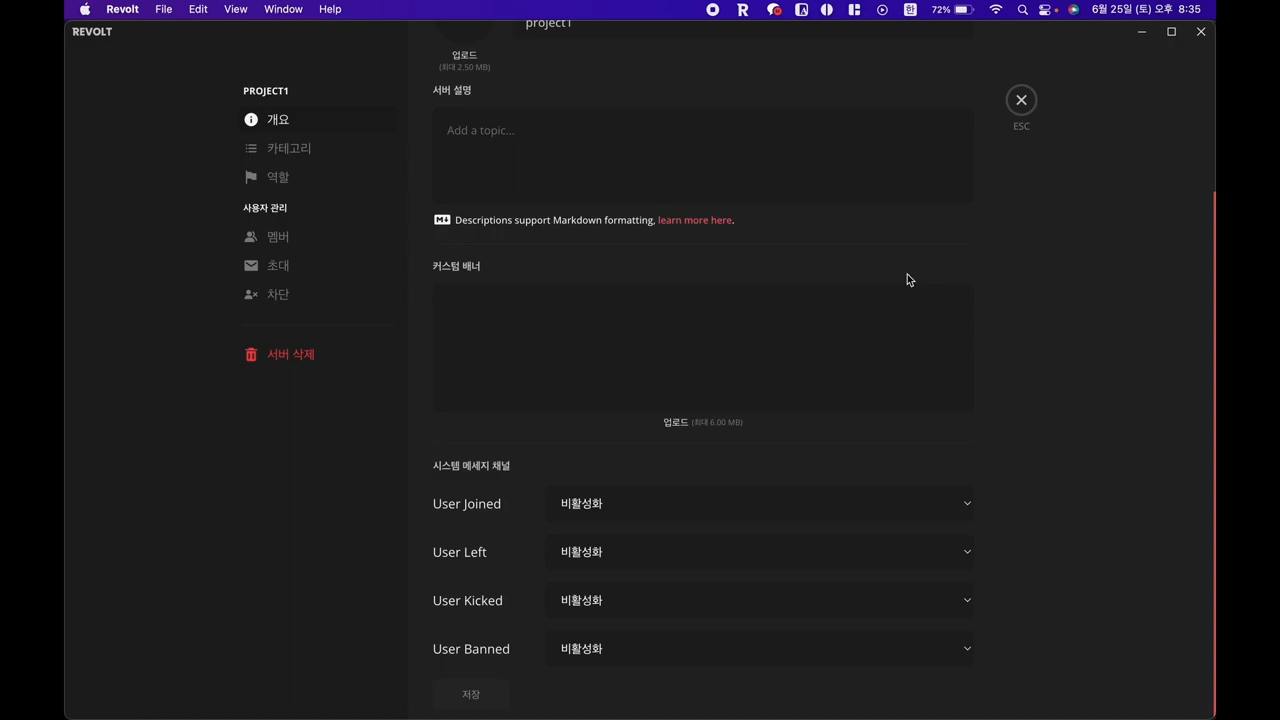 Revolt File Edit View Window Help 72% 한 6월 25일 (토) 오후 8:35
REVOLT
project1
업로드
(최대 2.50 MB)
PROJECT1
개요
카테고리
역할
사용자 관리
멤버
초대
차단
서버 삭제
서버 설명
Add a topic...
Descriptions support Markdown formatting, learn more here.
커스텀 배너
업로드 (최대 6.00 MB)
시스템 메세지 채널
User Joined 비활성화
User Left 비활성화
User Kicked 비활성화
User Banned 비활성화
저장
ESC